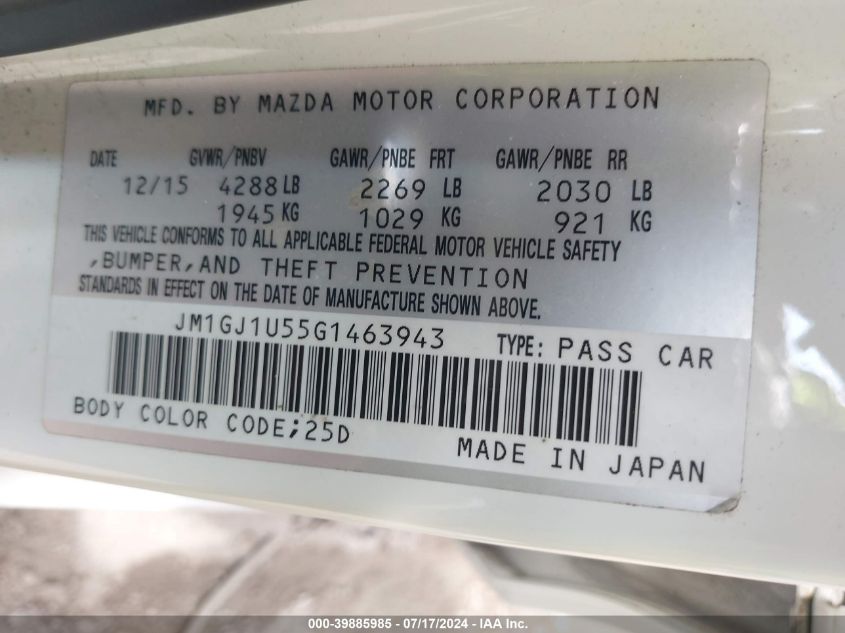 MFD. BY MAZDA MOTOR CORPORATION
DATE GVWR/PNBV GAWR/PNBE FRT GAWR/PNBE RR
12/15 4288 LB 2269 LB 2030 LB
1945 KG 1029 KG 921 KG
THIS VEHICLE CONFORMS TO ALL APPLICABLE FEDERAL MOTOR VEHICLE SAFETY
,BUMPER,AND THEFT PREVENTION
STANDARDS IN EFFECT ON THE DATE OF MANUFACTURE SHOWN ABOVE.
JM1GJ1U55G1463943 TYPE: PASS CAR
BODY COLOR CODE;25D
MADE IN JAPAN
000-39885985 - 07/17/2024 - IAA Inc.